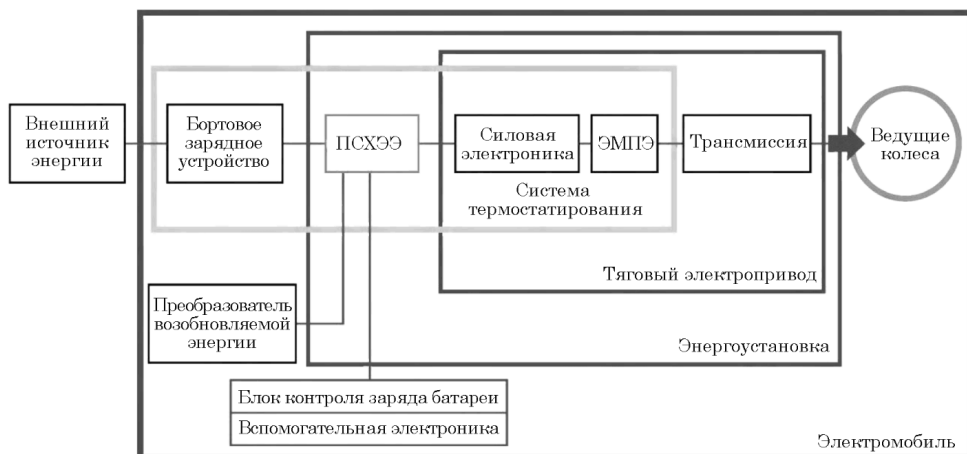 Внешний
источник
энергии
Бортовое
зарядное
устройство
ПСХЭЭ
Силовая
электроника
ЭМПЭ
Трансмиссия
Ведущие
колеса
Система
термостатирования
Тяговый электропривод
Преобразователь
возобновляемой
энергии
Энергоустановка
Блок контроля заряда батареи
Вспомогательная электроника
Электромобиль